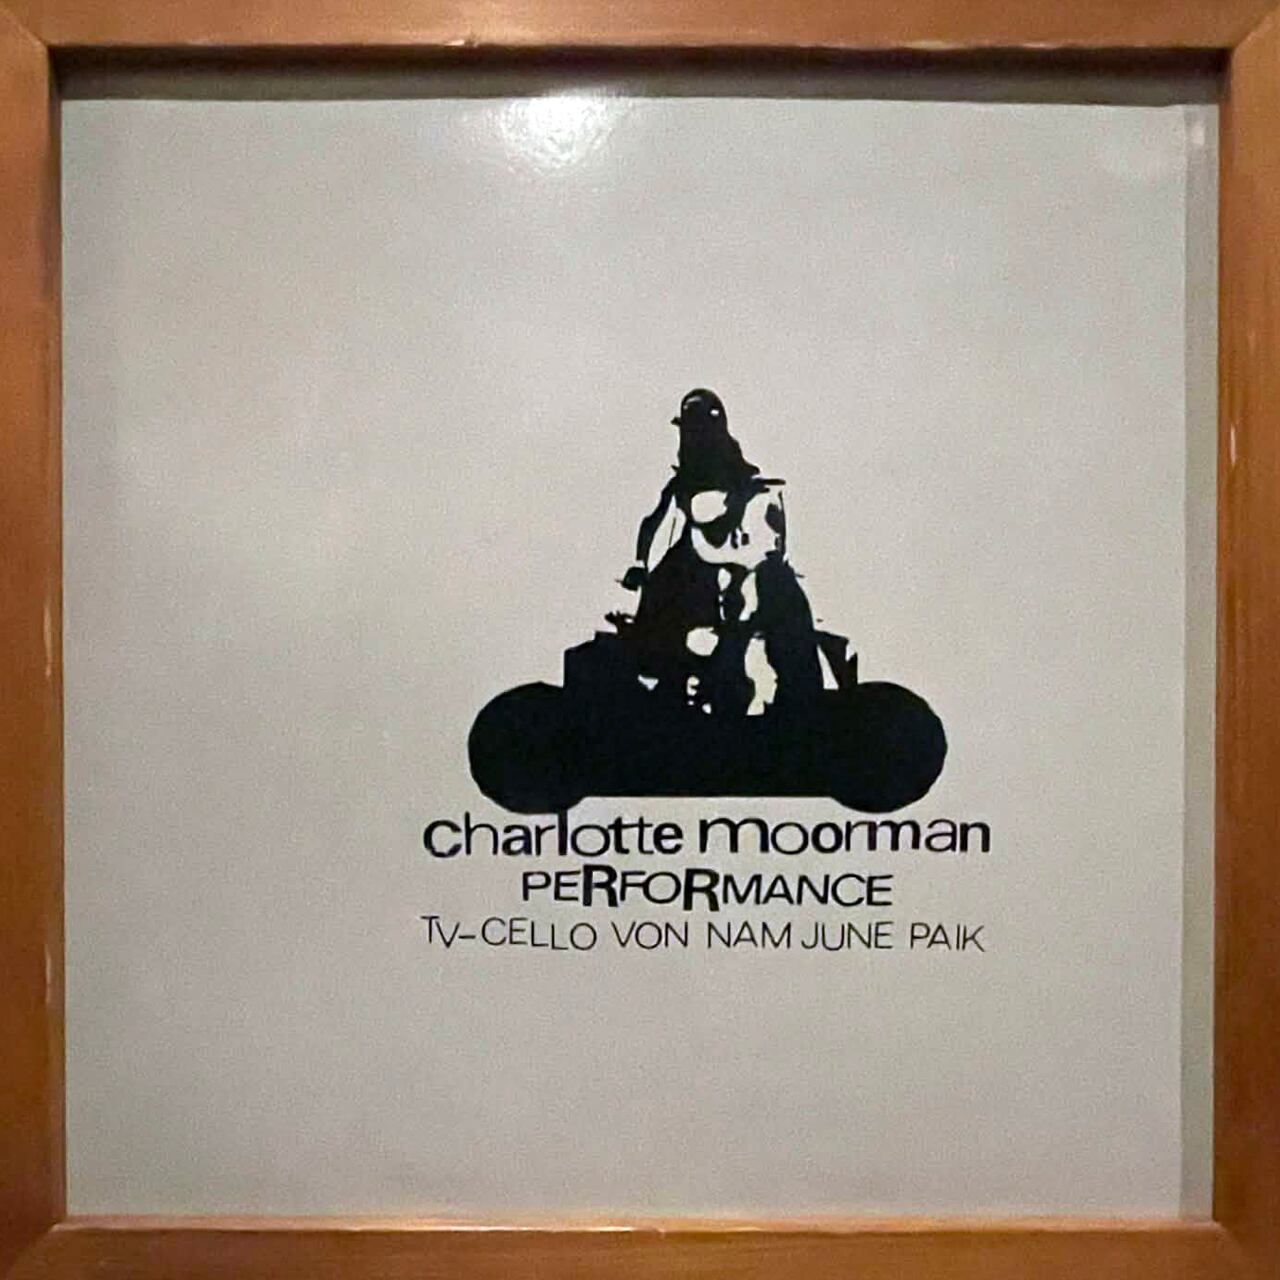 charlotte moorman
PERFORMANCE
TV-CELLO VON NAM JUNE PAIK